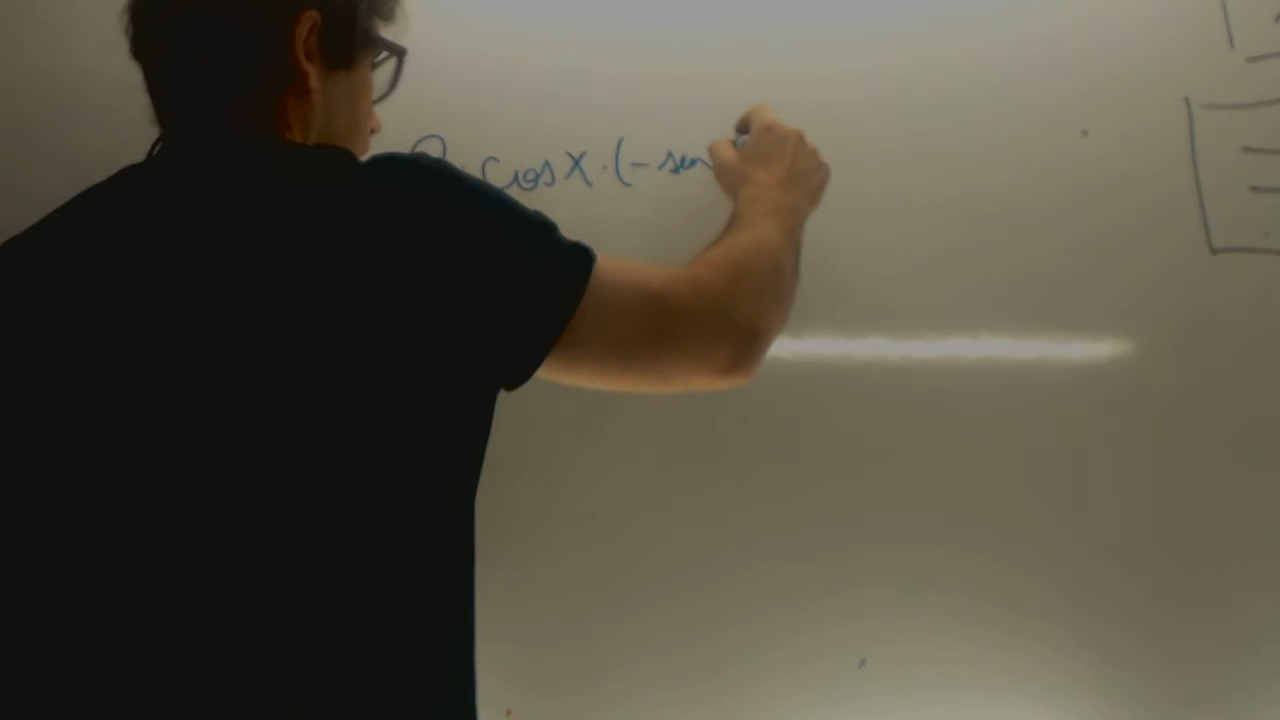 cos x · (- sen